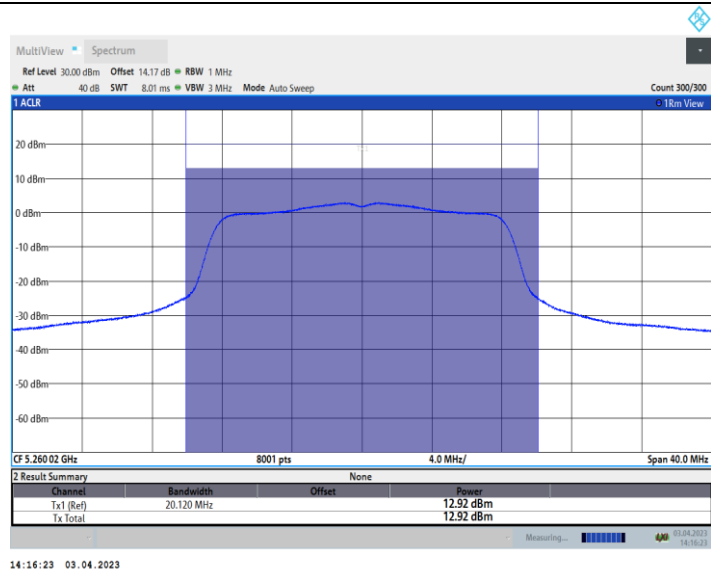 MultiView Spectrum
Ref Level 30.00 dBm Offset 14.17 dB RBW 1 MHz
Att 40 dB SWT 8.01 ms VBW 3 MHz Mode Auto Sweep Count 300/300
1 ACLR 1Rm View
20 dBm
10 dBm
0 dBm
-10 dBm
-20 dBm
-30 dBm
-40 dBm
-50 dBm
-60 dBm
CF 5.260 02 GHz 8001 pts 4.0 MHz/ Span 40.0 MHz
2 Result Summary None
Channel Bandwidth Offset Power
Tx1 (Ref) 20.120 MHz 12.92 dBm
Tx Total 12.92 dBm
Measuring... 03.04.2023
14:16:23
14:16:23 03.04.2023